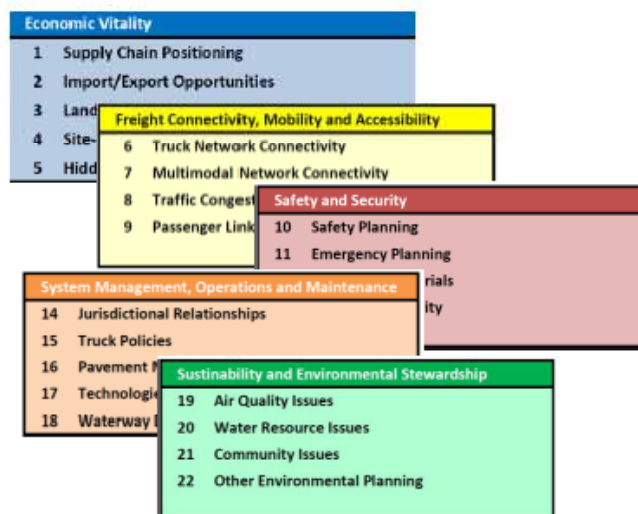 Economic Vitality
1 Supply Chain Positioning
2 Import/Export Opportunities
3 Land
4 Site-
5 Hidd
Freight Connectivity, Mobility and Accessibility
6 Truck Network Connectivity
7 Multimodal Network Connectivity
8 Traffic Congest
9 Passenger Link
Safety and Security
10 Safety Planning
11 Emergency Planning
rials
ity
System Management, Operations and Maintenance
14 Jurisdictional Relationships
15 Truck Policies
16 Pavement
17 Technologie
18 Waterway
Sustinability and Environmental Stewardship
19 Air Quality Issues
20 Water Resource Issues
21 Community Issues
22 Other Environmental Planning